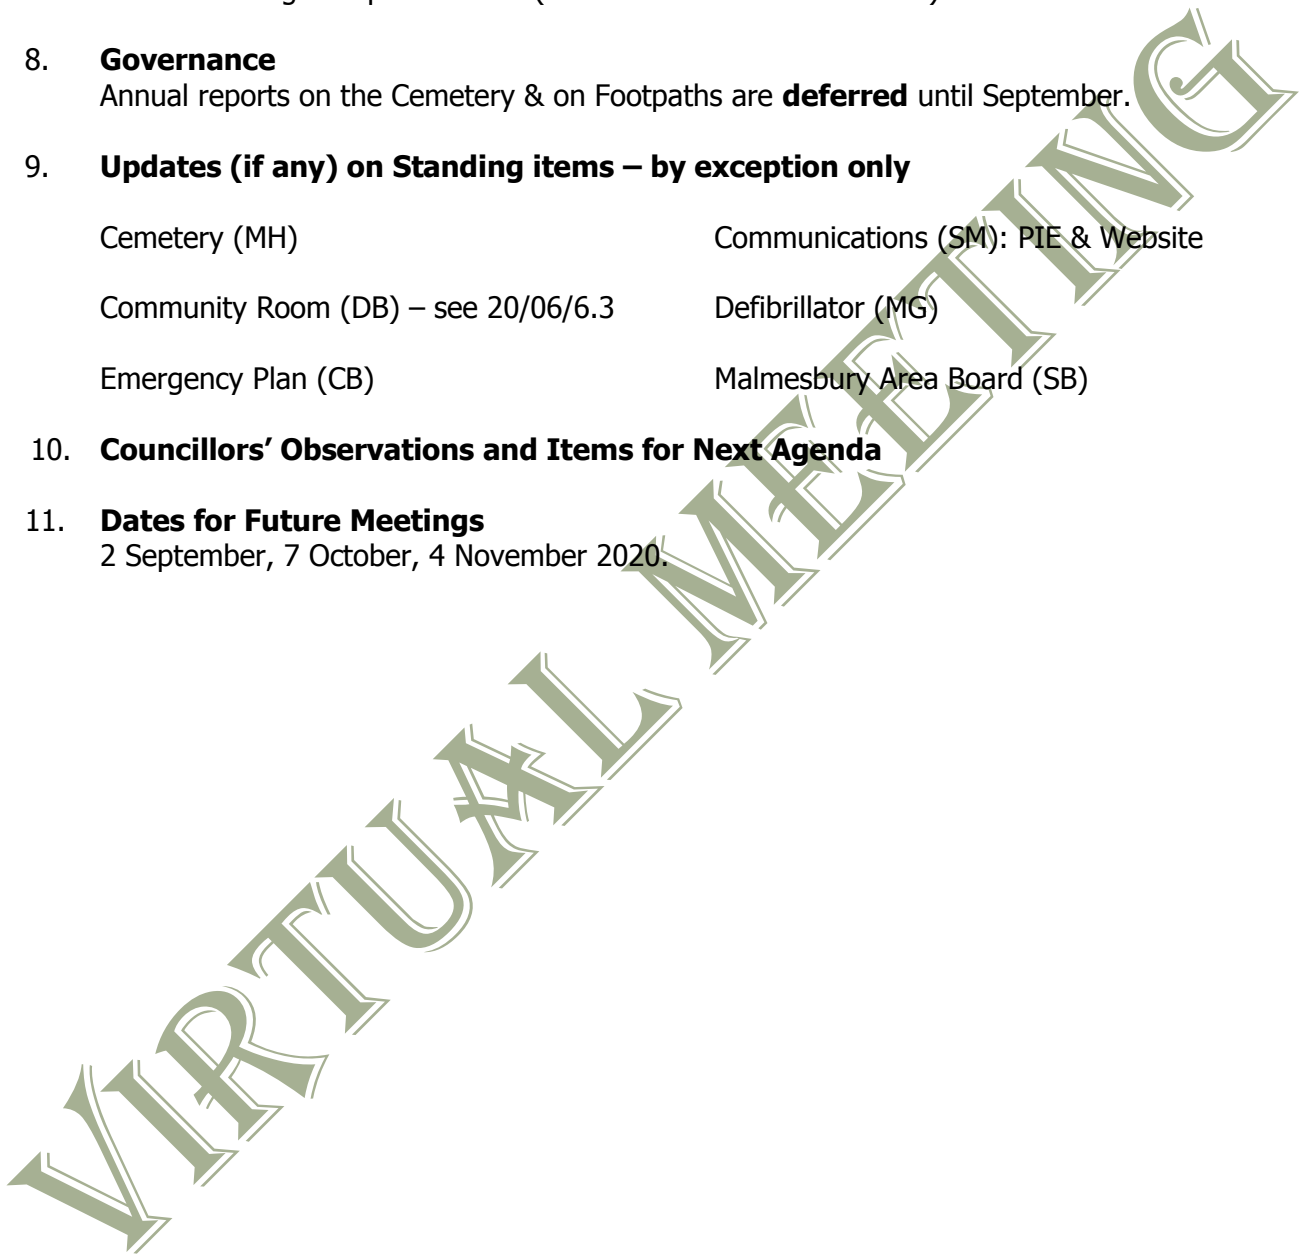 8. Governance
Annual reports on the Cemetery & on Footpaths are deferred until September.
9. Updates (if any) on Standing items – by exception only
Cemetery (MH) Communications (SM): PIE & Website
Community Room (DB) – see 20/06/6.3 Defibrillator (MG)
Emergency Plan (CB) Malmesbury Area Board (SB)
10. Councillors’ Observations and Items for Next Agenda
11. Dates for Future Meetings
2 September, 7 October, 4 November 2020.
VIRTUAL MEETING